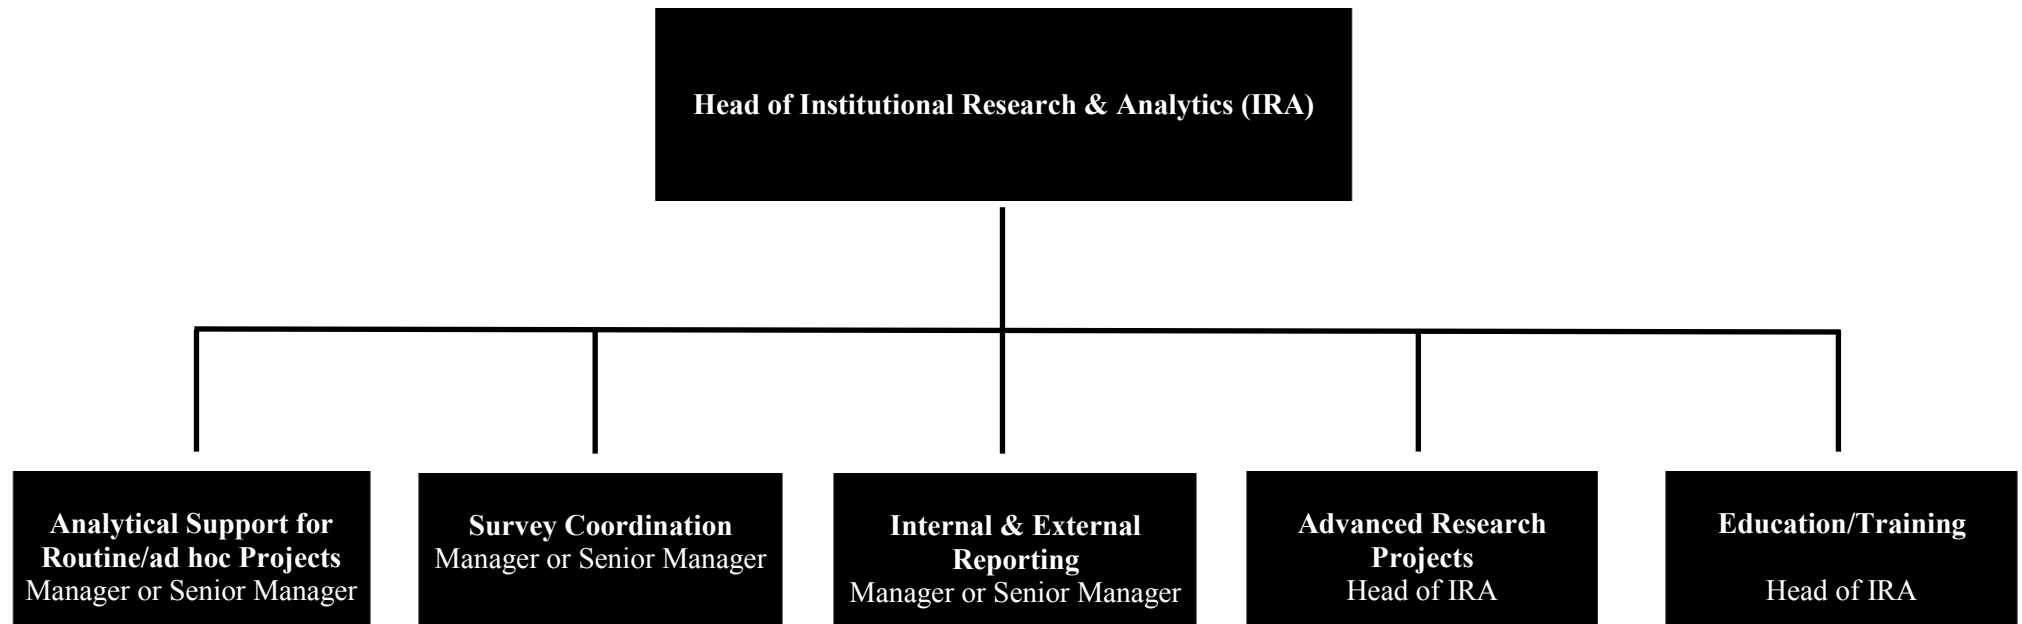 Head of Institutional Research & Analytics (IRA)
Analytical Support for
Routine/ad hoc Projects
Manager or Senior Manager
Survey Coordination
Manager or Senior Manager
Internal & External
Reporting
Manager or Senior Manager
Advanced Research
Projects
Head of IRA
Education/Training
Head of IRA